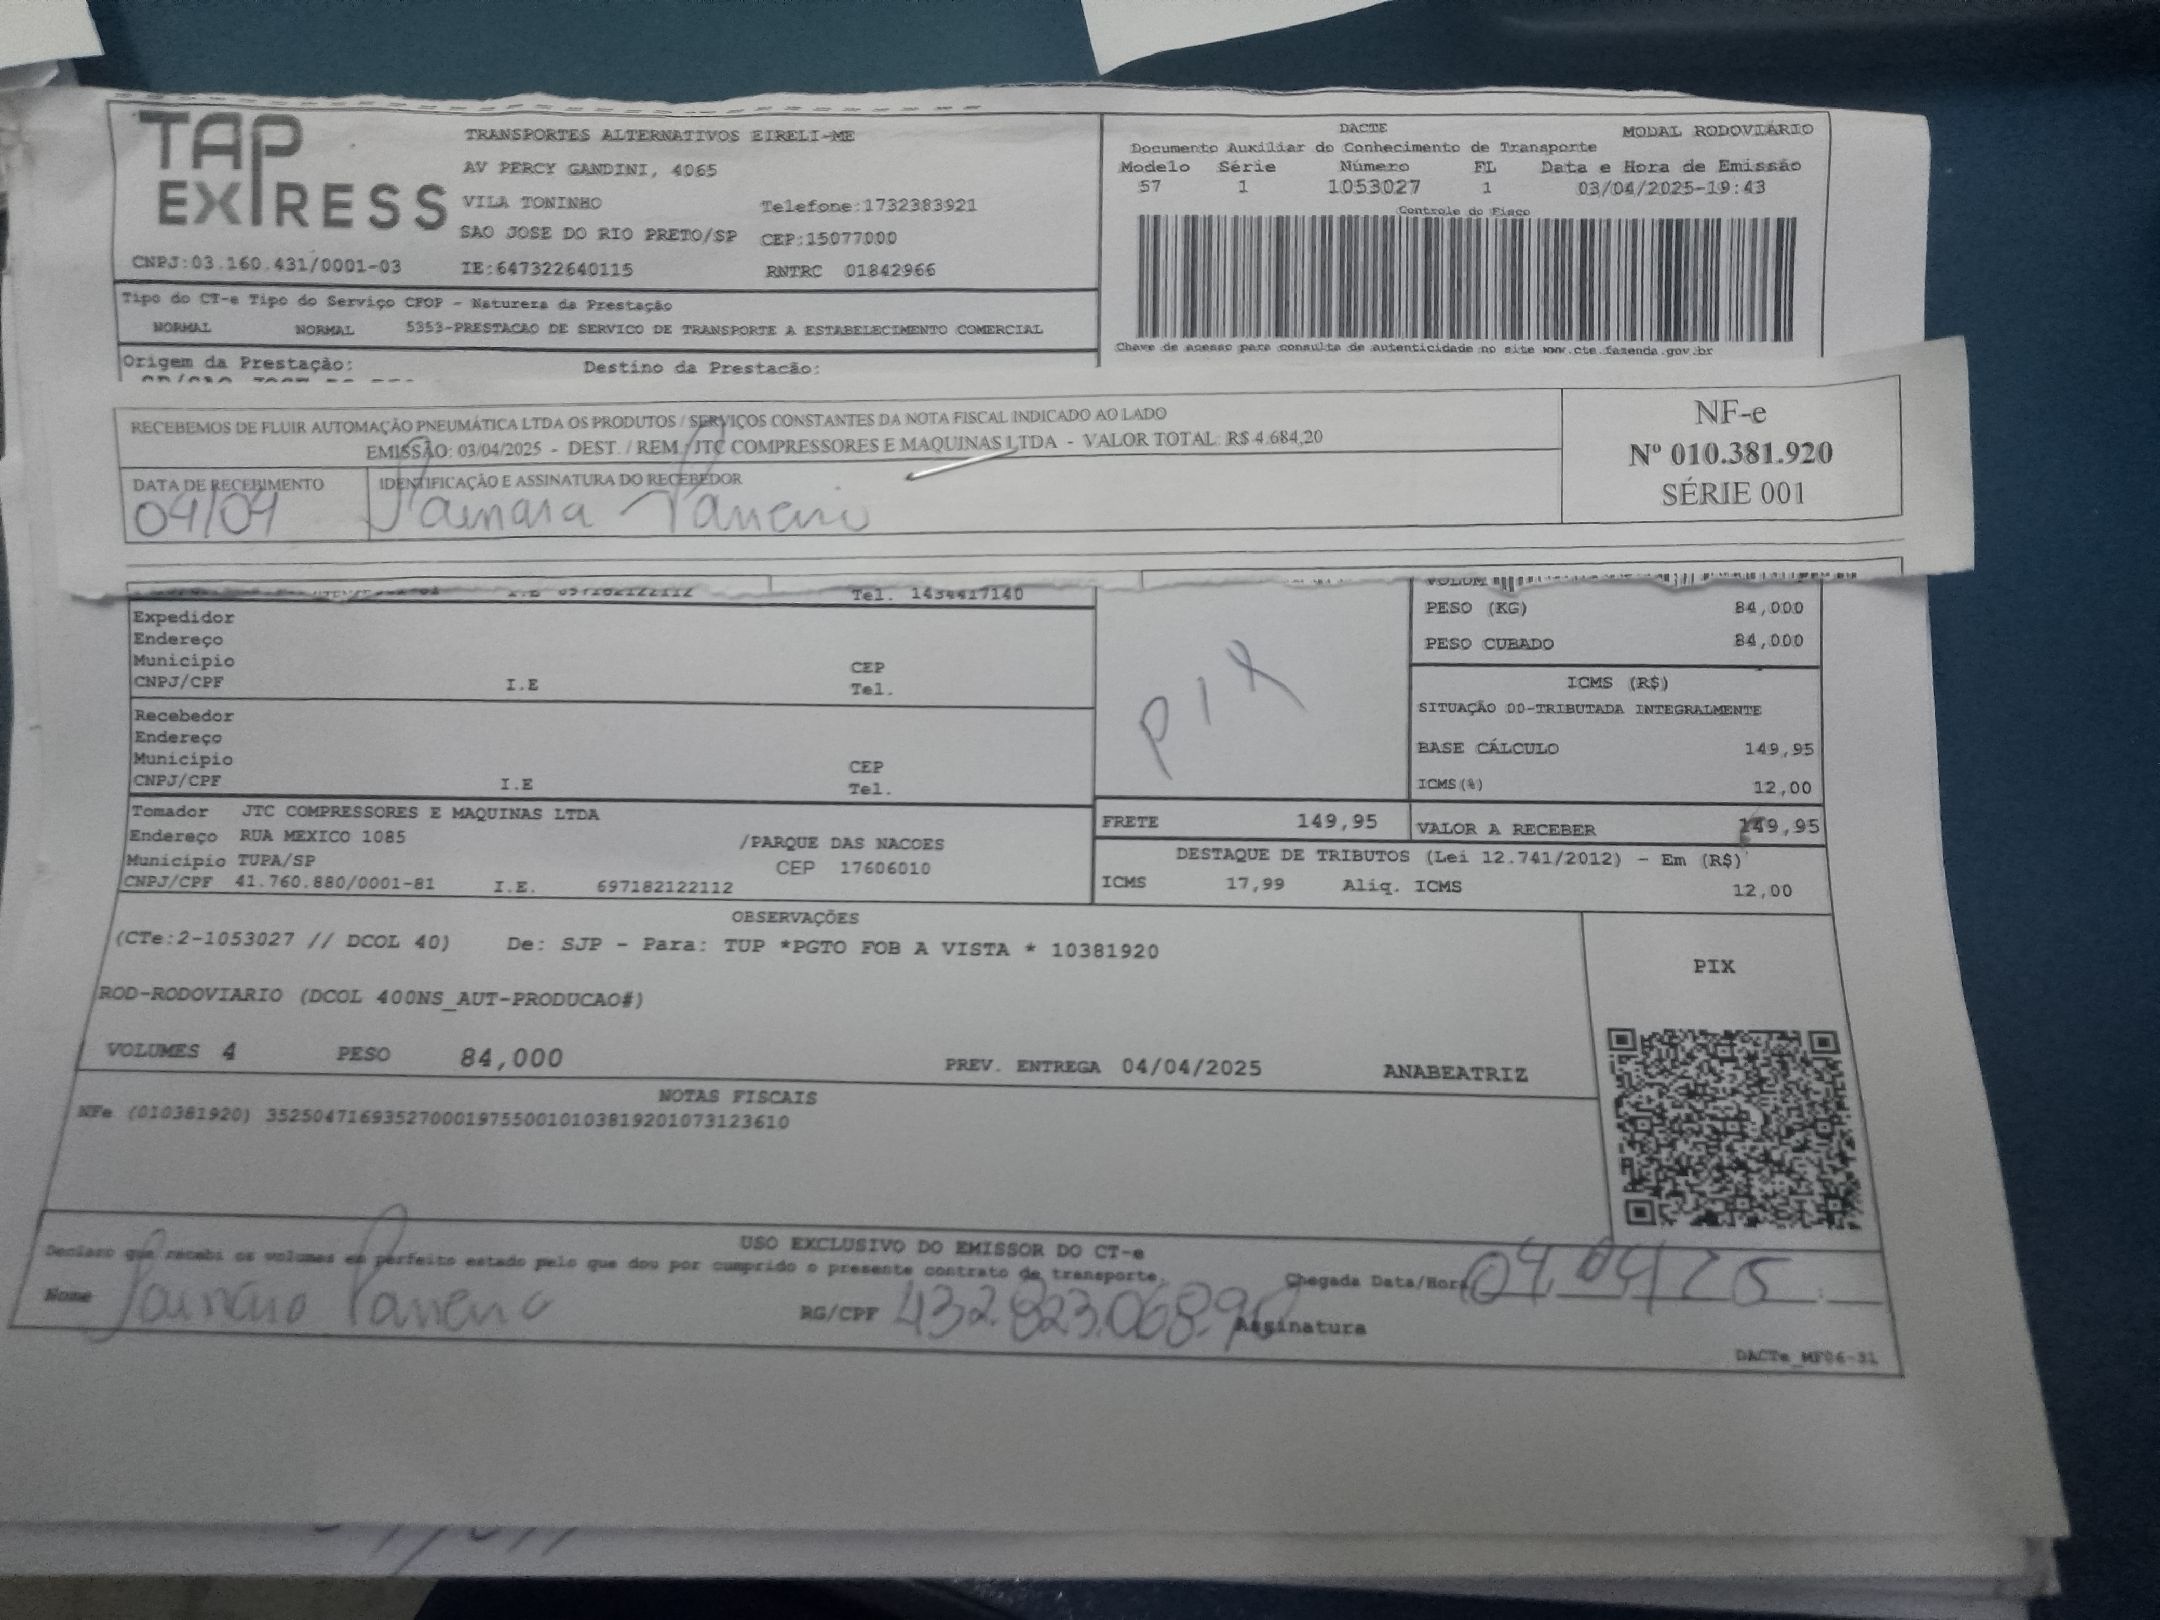 TAP EXPRESS
TRANSPORTES ALTERNATIVOS EIRELI-ME
AV PERCY GANDINI, 4065
VILA TONINHO Telefone:1732383921
SAO JOSE DO RIO PRETO/SP CEP:15077000
CNPJ:03.160.431/0001-03 IE:647322640115 RNTRC 01842966
DACTE MODAL RODOVIÁRIO
Documento Auxiliar do Conhecimento de Transporte
Modelo Série Número FL Data e Hora de Emissão
57 1 1053027 1 03/04/2025-19:43
Controle do Fisco
Chave de acesso para consulta de autenticidade no site www.cte.fazenda.gov.br
Tipo do CT-e Tipo do Serviço CFOP - Natureza da Prestação
NORMAL NORMAL 5353-PRESTACAO DE SERVICO DE TRANSPORTE A ESTABELECIMENTO COMERCIAL
Origem da Prestação: Destino da Prestacão:
RECEBEMOS DE FLUIR AUTOMAÇÃO PNEUMÁTICA LTDA OS PRODUTOS / SERVIÇOS CONSTANTES DA NOTA FISCAL INDICADO AO LADO
EMISSÃO: 03/04/2025 - DEST. / REM.: JTC COMPRESSORES E MAQUINAS LTDA - VALOR TOTAL: R$ 4.684,20
DATA DE RECEBIMENTO IDENTIFICAÇÃO E ASSINATURA DO RECEBEDOR
04/04
NF-e
Nº 010.381.920
SÉRIE 001
Tel. 1434417140
Expedidor
Endereço
Município CEP
CNPJ/CPF I.E Tel.
Recebedor
Endereço
Município CEP
CNPJ/CPF I.E Tel.
PIX
VOLUM
PESO (KG) 84,000
PESO CUBADO 84,000
ICMS (R$)
SITUAÇÃO 00-TRIBUTADA INTEGRALMENTE
BASE CÁLCULO 149,95
ICMS(%) 12,00
Tomador JTC COMPRESSORES E MAQUINAS LTDA
Endereço RUA MEXICO 1085 /PARQUE DAS NACOES
Município TUPA/SP CEP 17606010
CNPJ/CPF 41.760.880/0001-81 I.E. 697182122112
FRETE 149,95 VALOR A RECEBER 149,95
DESTAQUE DE TRIBUTOS (Lei 12.741/2012) - Em (R$)
ICMS 17,99 Aliq. ICMS 12,00
OBSERVAÇÕES
(CTe:2-1053027 // DCOL 40) De: SJP - Para: TUP *PGTO FOB A VISTA * 10381920
ROD-RODOVIARIO (DCOL 400NS_AUT-PRODUCAO#)
VOLUMES 4 PESO 84,000 PREV. ENTREGA 04/04/2025 ANABEATRIZ
PIX
NOTAS FISCAIS
NFe (010381920) 35250471693527000197550010103819201073123610
USO EXCLUSIVO DO EMISSOR DO CT-e
Declaro que recebi os volumes em perfeito estado pelo que dou por cumprido o presente contrato de transporte.
Chegada Data/Hora 04/04/25
Nome RG/CPF 432.823.068.90 Assinatura
DACTe_MF06-31